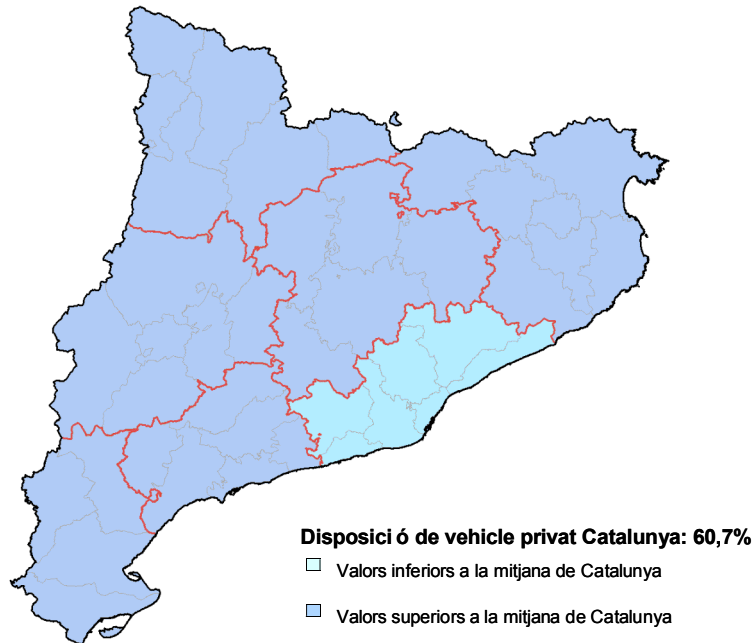 Disposici ó de vehicle privat Catalunya: 60,7%
Valors inferiors a la mitjana de Catalunya
Valors superiors a la mitjana de Catalunya